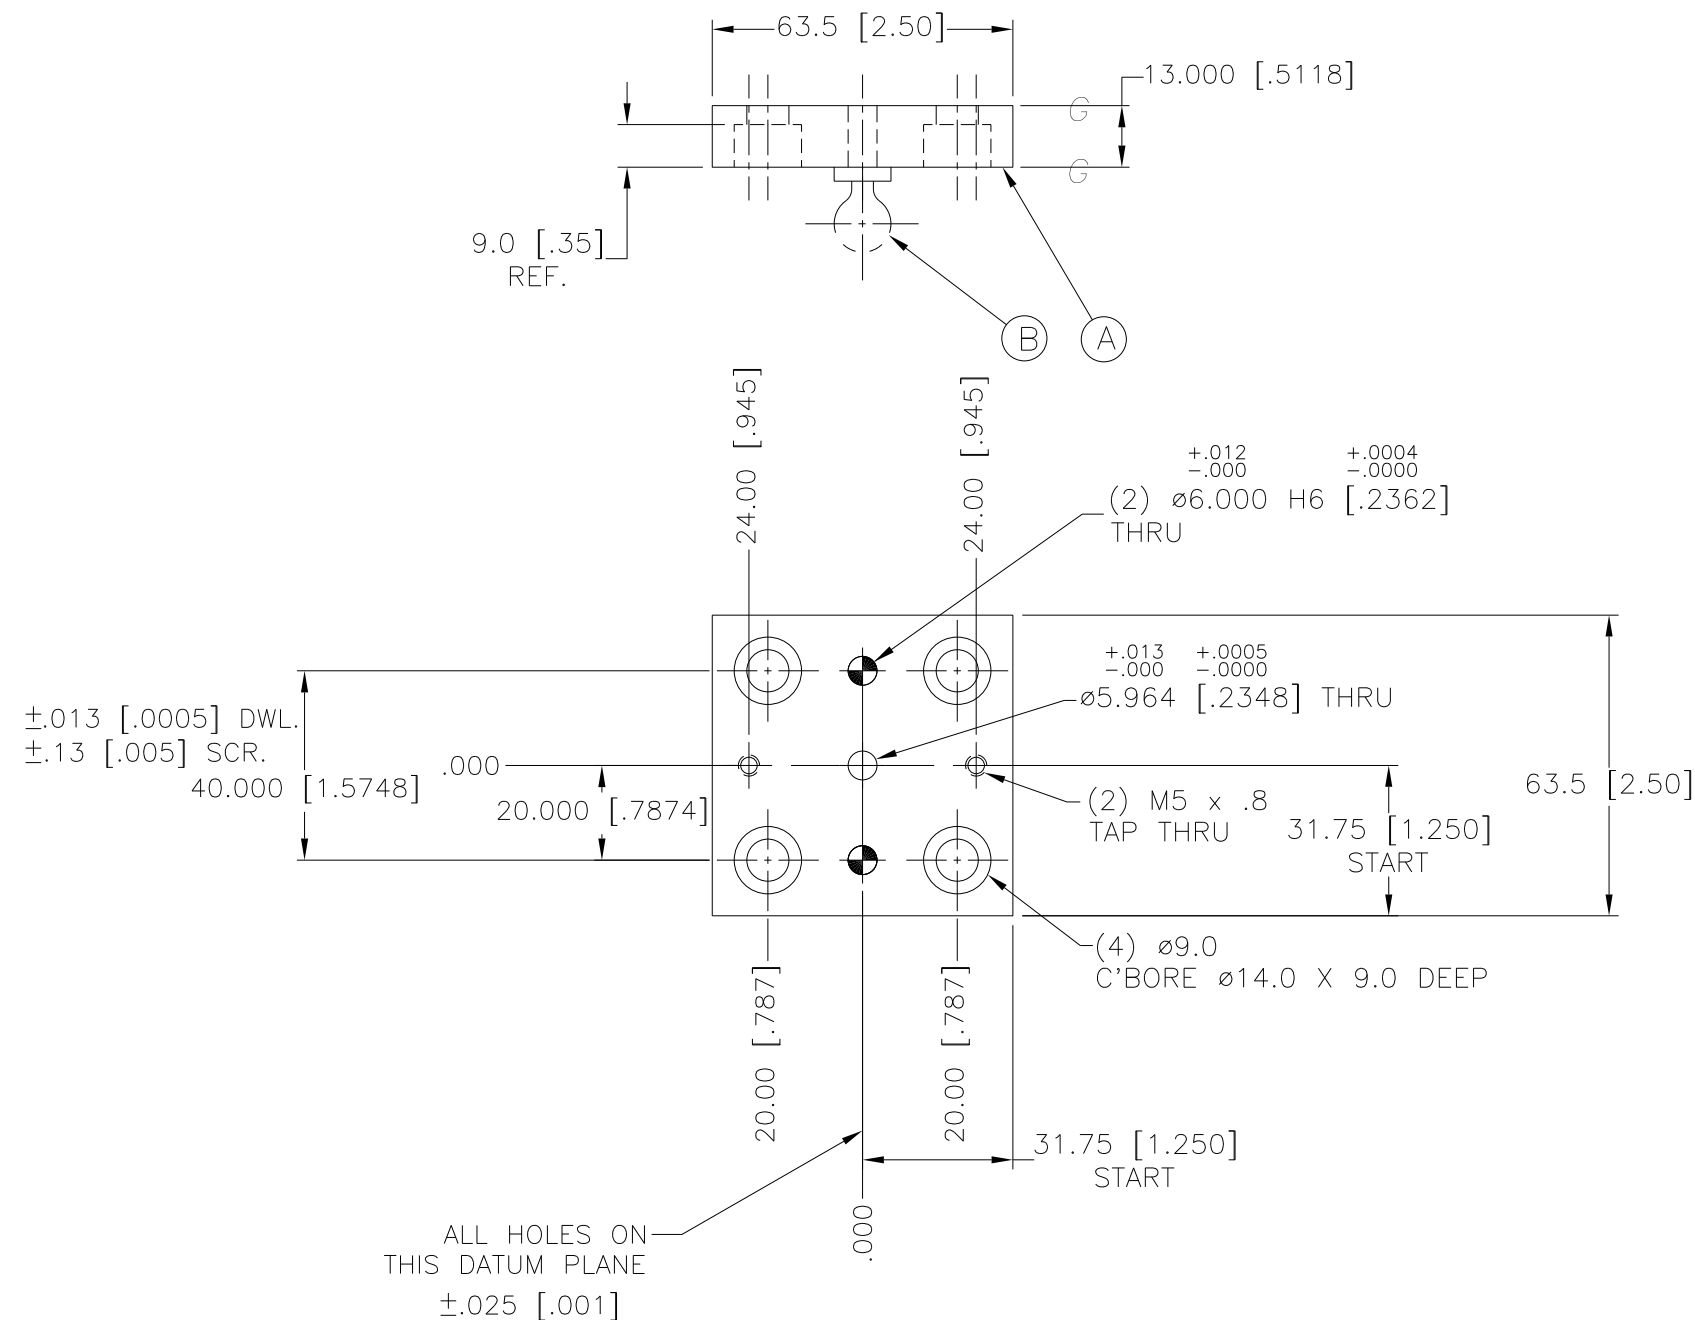 63.5 [2.50]
13.000 [.5118]
G
G
9.0 [.35]
REF.
B
A
24.00 [.945]
24.00 [.945]
+.012 +.0004
-.000 -.0000
(2) ø6.000 H6 [.2362]
THRU
+.013 +.0005
-.000 -.0000
ø5.964 [.2348] THRU
±.013 [.0005] DWL.
±.13 [.005] SCR.
40.000 [1.5748]
.000
20.000 [.7874]
(2) M5 x .8
TAP THRU
31.75 [1.250]
START
63.5 [2.50]
(4) ø9.0
C'BORE ø14.0 X 9.0 DEEP
20.00 [.787]
20.00 [.787]
31.75 [1.250]
START
.000
ALL HOLES ON
THIS DATUM PLANE
±.025 [.001]